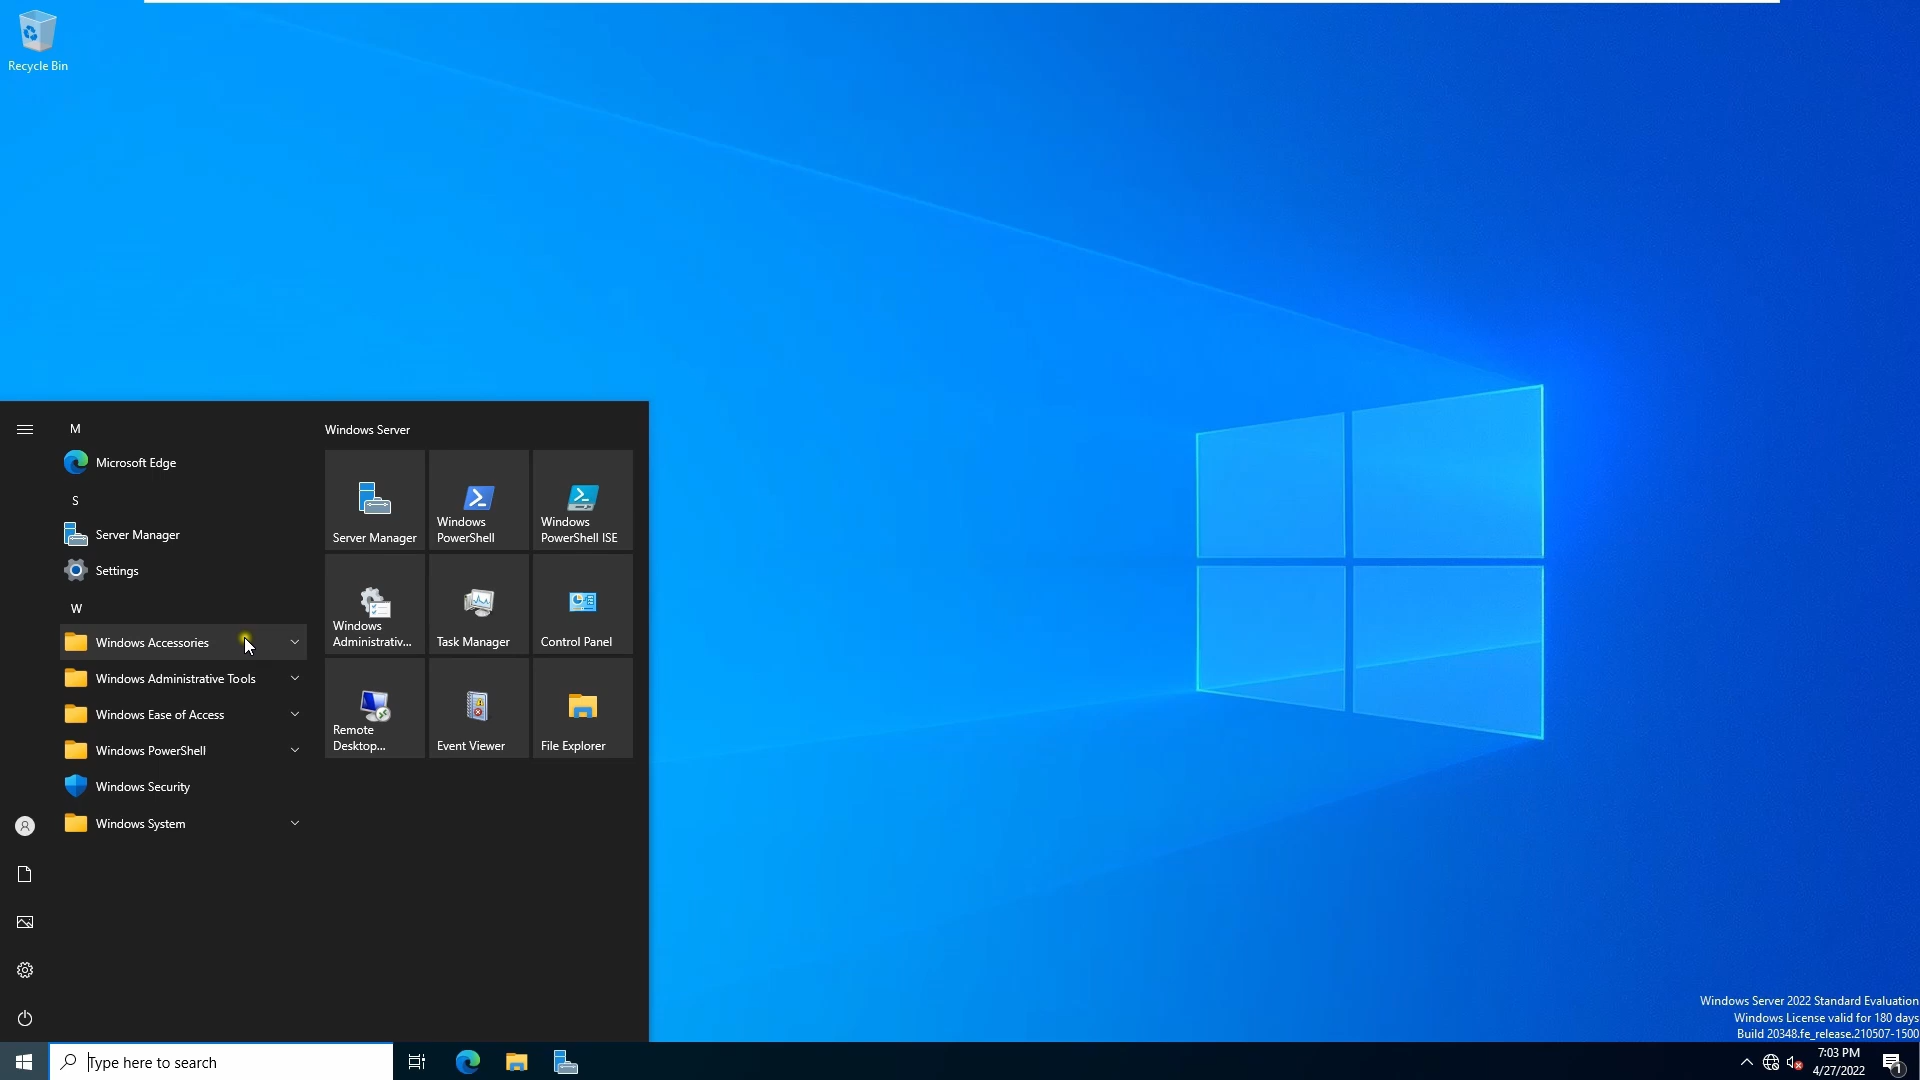 Recycle Bin
M
Microsoft Edge
S
Server Manager
Settings
W
Windows Accessories
Windows Administrative Tools
Windows Ease of Access
Windows PowerShell
Windows Security
Windows System
Windows Server
Server Manager
Windows
PowerShell
Windows
PowerShell ISE
Windows
Administrativ...
Task Manager
Control Panel
Remote
Desktop...
Event Viewer
File Explorer
Windows Server 2022 Standard Evaluation
Windows License valid for 180 days
Build 20348.fe_release.210507-1500
Type here to search
7:03 PM
4/27/2022
1